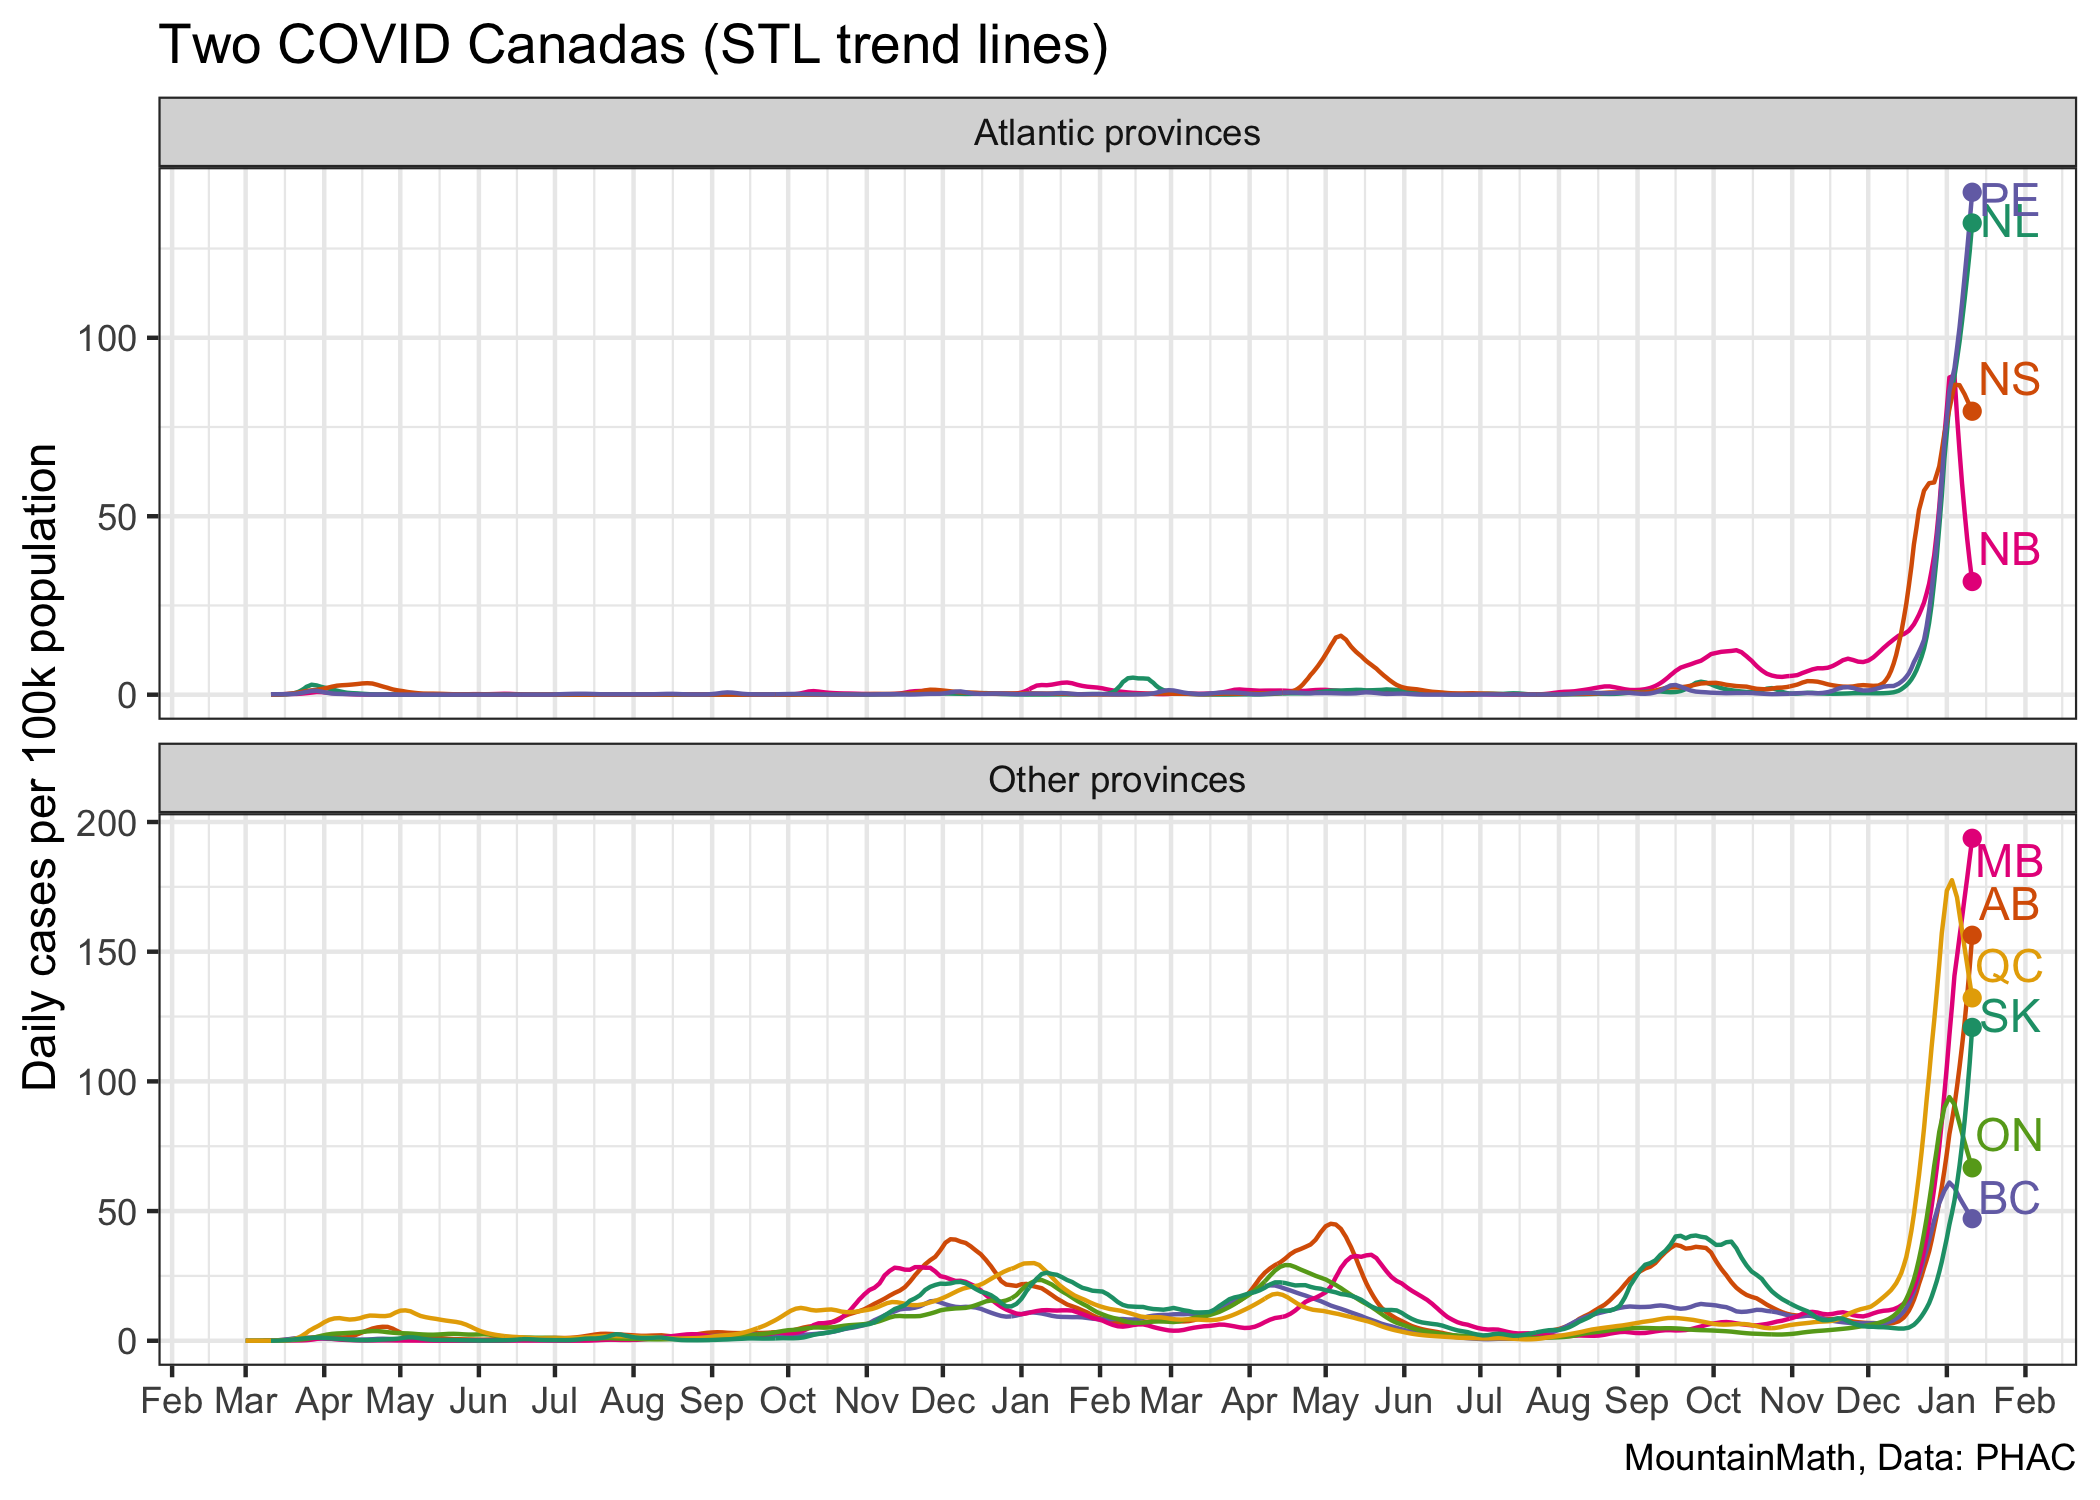 Two COVID Canadas (STL trend lines)
Atlantic provinces
PE
NL
100
NS
50
NB
0
Daily cases per 100k population
Other provinces
200
MB
AB
150
QC
SK
100
ON
50
BC
0
Feb Mar Apr May Jun Jul Aug Sep Oct Nov Dec Jan Feb Mar Apr May Jun Jul Aug Sep Oct Nov Dec Jan Feb
MountainMath, Data: PHAC